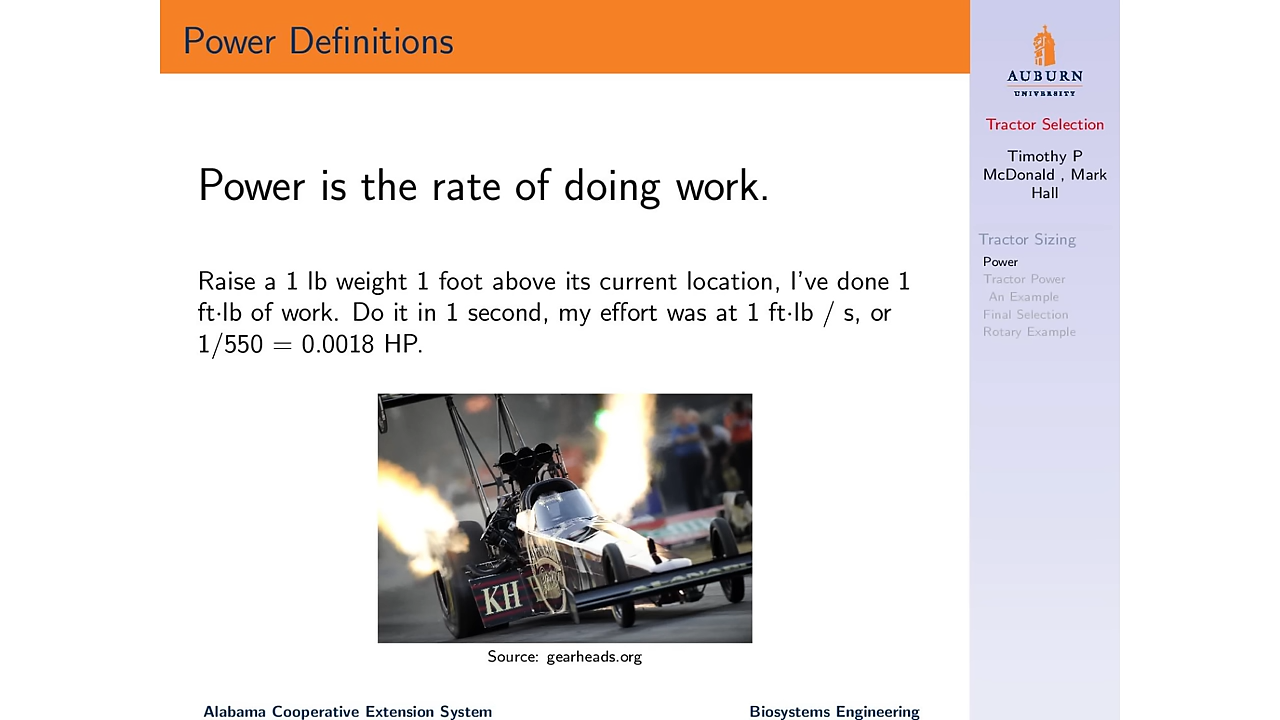 Power Definitions
Power is the rate of doing work.
Raise a 1 lb weight 1 foot above its current location, I've done 1
ft·lb of work. Do it in 1 second, my effort was at 1 ft·lb / s, or
1/550 = 0.0018 HP.
KH
Source: gearheads.org
Alabama Cooperative Extension System
Biosystems Engineering
AUBURN
UNIVERSITY
Tractor Selection
Timothy P
McDonald , Mark
Hall
Tractor Sizing
Power
Tractor Power
An Example
Final Selection
Rotary Example